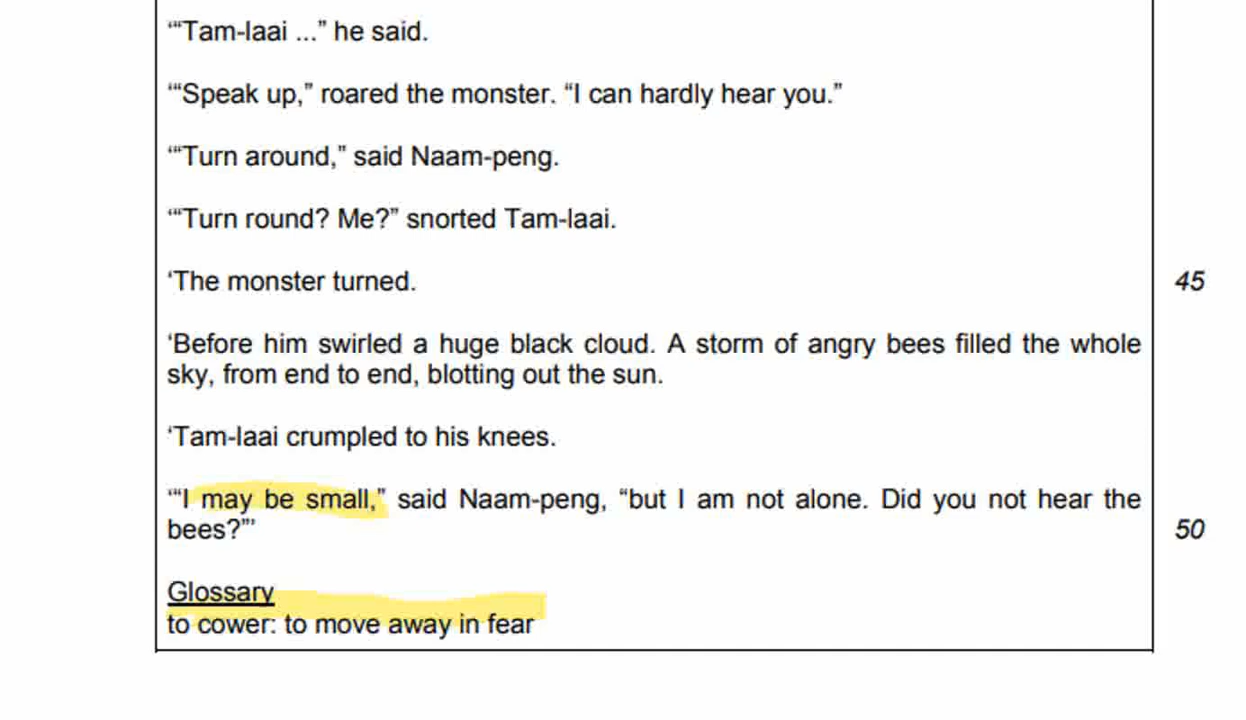 ‘“Tam-laai ...” he said.
‘“Speak up,” roared the monster. “I can hardly hear you.”
‘“Turn around,” said Naam-peng.
‘“Turn round? Me?” snorted Tam-laai.
‘The monster turned.
45
‘Before him swirled a huge black cloud. A storm of angry bees filled the whole
sky, from end to end, blotting out the sun.
‘Tam-laai crumpled to his knees.
‘“I may be small,” said Naam-peng, “but I am not alone. Did you not hear the
bees?”’
50
Glossary
to cower: to move away in fear